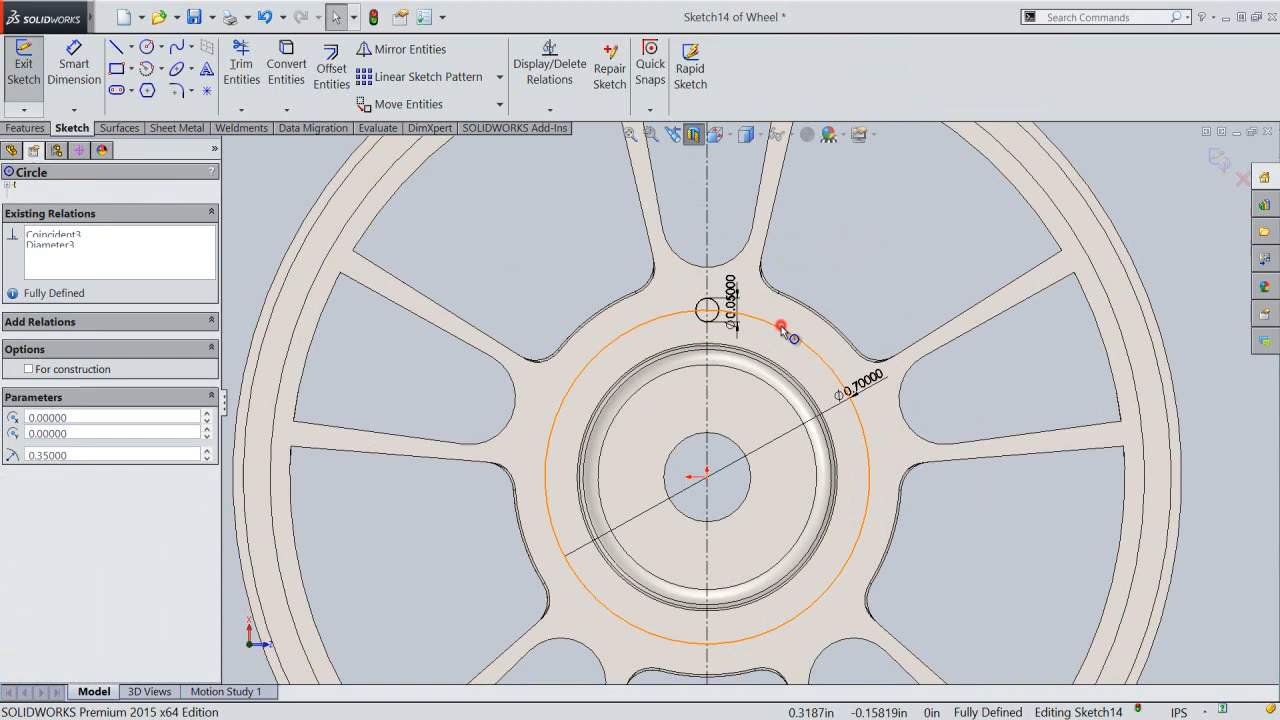 SOLIDWORKS
Sketch14 of Wheel *
Search Commands
Exit Sketch
Smart Dimension
Trim Entities
Convert Entities
Offset Entities
Mirror Entities
Linear Sketch Pattern
Move Entities
Display/Delete Relations
Repair Sketch
Quick Snaps
Rapid Sketch
Features
Sketch
Surfaces
Sheet Metal
Weldments
Data Migration
Evaluate
DimXpert
SOLIDWORKS Add-Ins
Circle
?
Existing Relations
Coincident3
Diameter3
Fully Defined
Add Relations
Options
For construction
Parameters
0.00000
0.00000
0.35000
Ø0.05000
Ø0.70000
Model
3D Views
Motion Study 1
SOLIDWORKS Premium 2015 x64 Edition
0.3187in
-0.15819in
0in
Fully Defined
Editing Sketch14
IPS